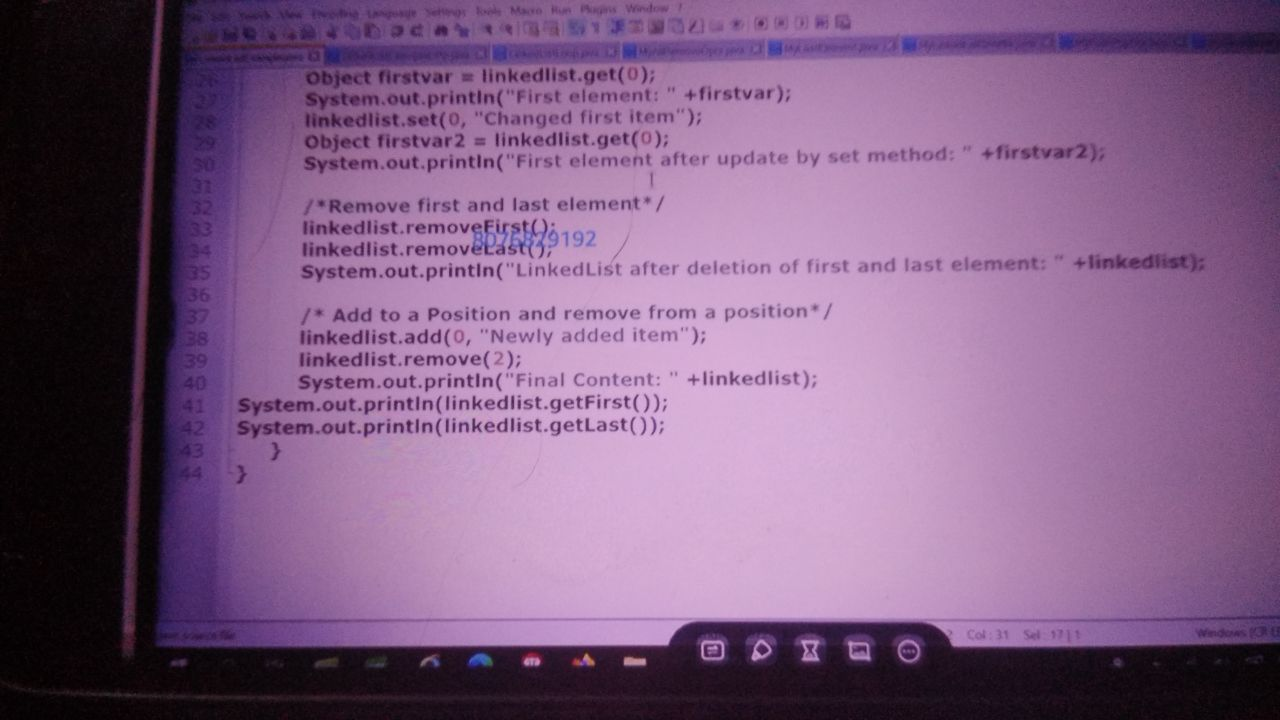 Search View Encoding Language Settings Tools Macro Run Plugins Window ?
26 Object firstvar = linkedlist.get(0);
27 System.out.println("First element: " +firstvar);
28 linkedlist.set(0, "Changed first item");
29 Object firstvar2 = linkedlist.get(0);
30 System.out.println("First element after update by set method: " +firstvar2);
31
32 /*Remove first and last element*/
33 linkedlist.removeFirst();
8076829192
34 linkedlist.removeLast();
35 System.out.println("LinkedList after deletion of first and last element: " +linkedlist);
36
37 /* Add to a Position and remove from a position*/
38 linkedlist.add(0, "Newly added item");
39 linkedlist.remove(2);
40 System.out.println("Final Content: " +linkedlist);
41 System.out.println(linkedlist.getFirst());
42 System.out.println(linkedlist.getLast());
43 }
44 }
Col : 31 Sel : 17 | 1 Windows (CR